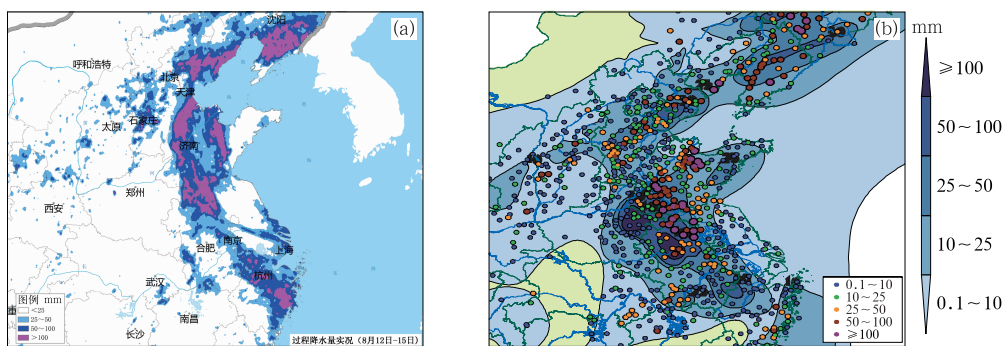 (a)
沈阳
呼和浩特
北京
天津
石家庄
太原
济南
郑州
西安
合肥
南京
上海
杭州
武汉
南昌
长沙
重
图例 mm
<25
25~50
50~100
>100
过程降水量实况（8月12日-15日）
(b)
0.1~10
10~25
25~50
50~100
≥100
mm
≥100
50~100
25~50
10~25
0.1~10